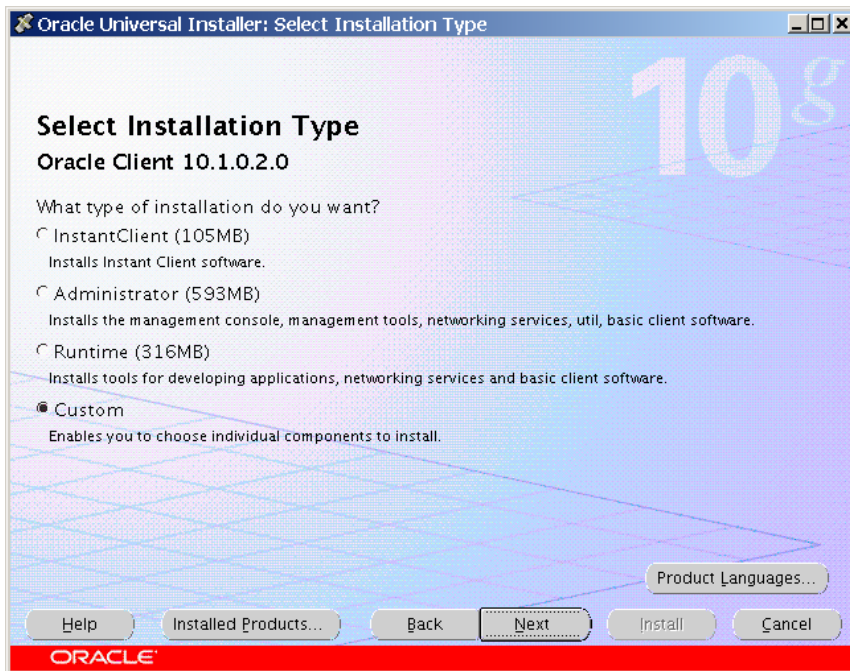 Oracle Universal Installer: Select Installation Type
10g
Select Installation Type
Oracle Client 10.1.0.2.0
What type of installation do you want?
InstantClient (105MB)
Installs Instant Client software.
Administrator (593MB)
Installs the management console, management tools, networking services, util, basic client software.
Runtime (316MB)
Installs tools for developing applications, networking services and basic client software.
Custom
Enables you to choose individual components to install.
Product Languages...
Help Installed Products... Back Next Install Cancel
ORACLE